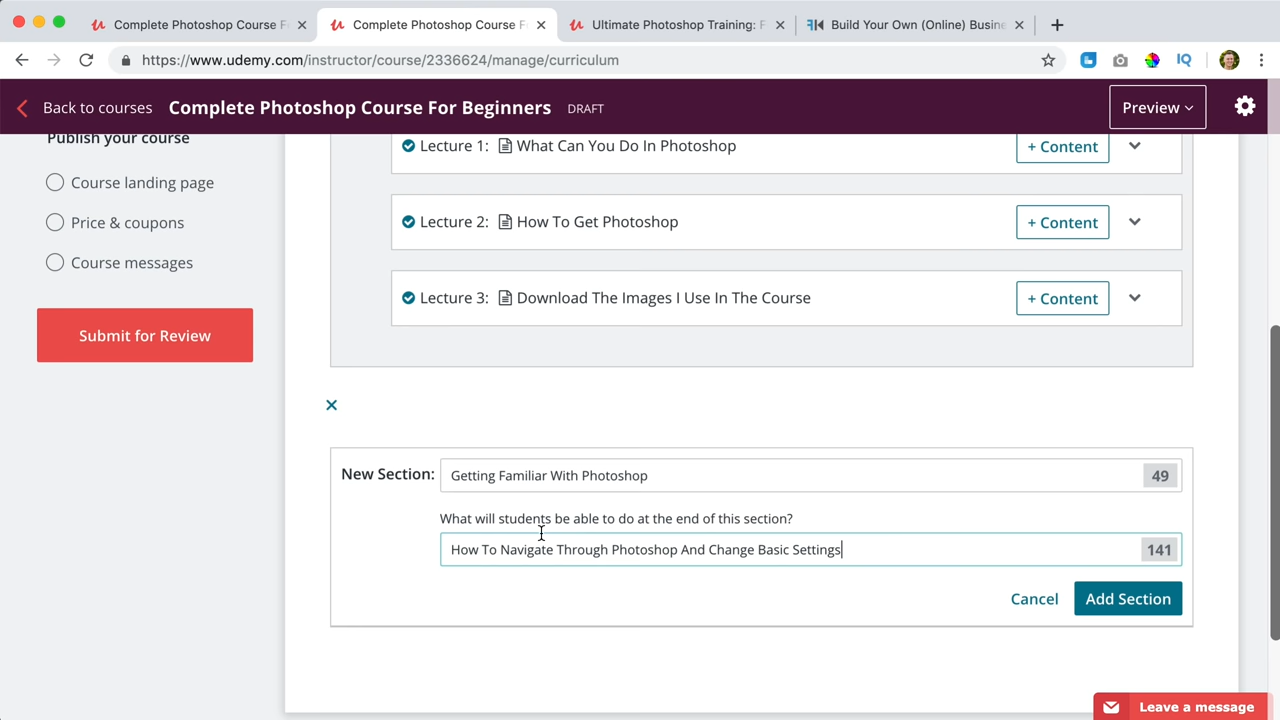 Complete Photoshop Course F
Complete Photoshop Course F
Ultimate Photoshop Training: F
Build Your Own (Online) Busine
https://www.udemy.com/instructor/course/2336624/manage/curriculum
IQ
Back to courses
Complete Photoshop Course For Beginners
DRAFT
Preview
Publish your course
Course landing page
Price & coupons
Course messages
Submit for Review
Lecture 1: What Can You Do In Photoshop
+ Content
Lecture 2: How To Get Photoshop
+ Content
Lecture 3: Download The Images I Use In The Course
+ Content
New Section: Getting Familiar With Photoshop 49
What will students be able to do at the end of this section?
How To Navigate Through Photoshop And Change Basic Settings 141
Cancel
Add Section
Leave a message